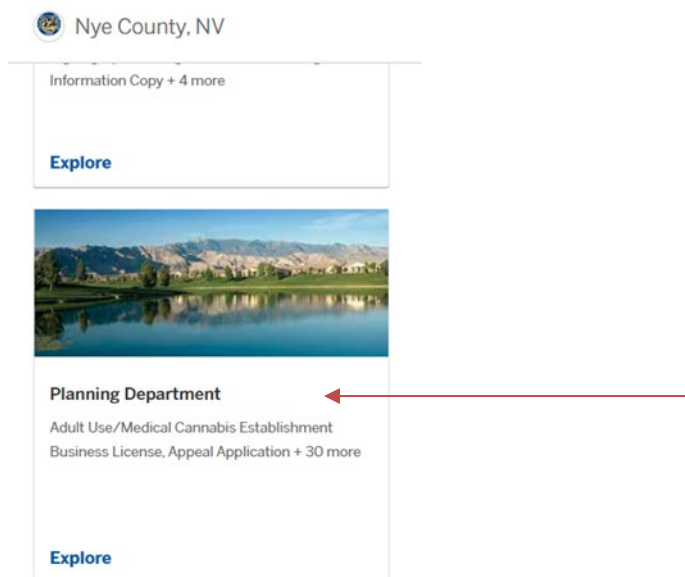 Nye County, NV
Information Copy + 4 more
Explore
Planning Department
Adult Use/Medical Cannabis Establishment
Business License, Appeal Application + 30 more
Explore